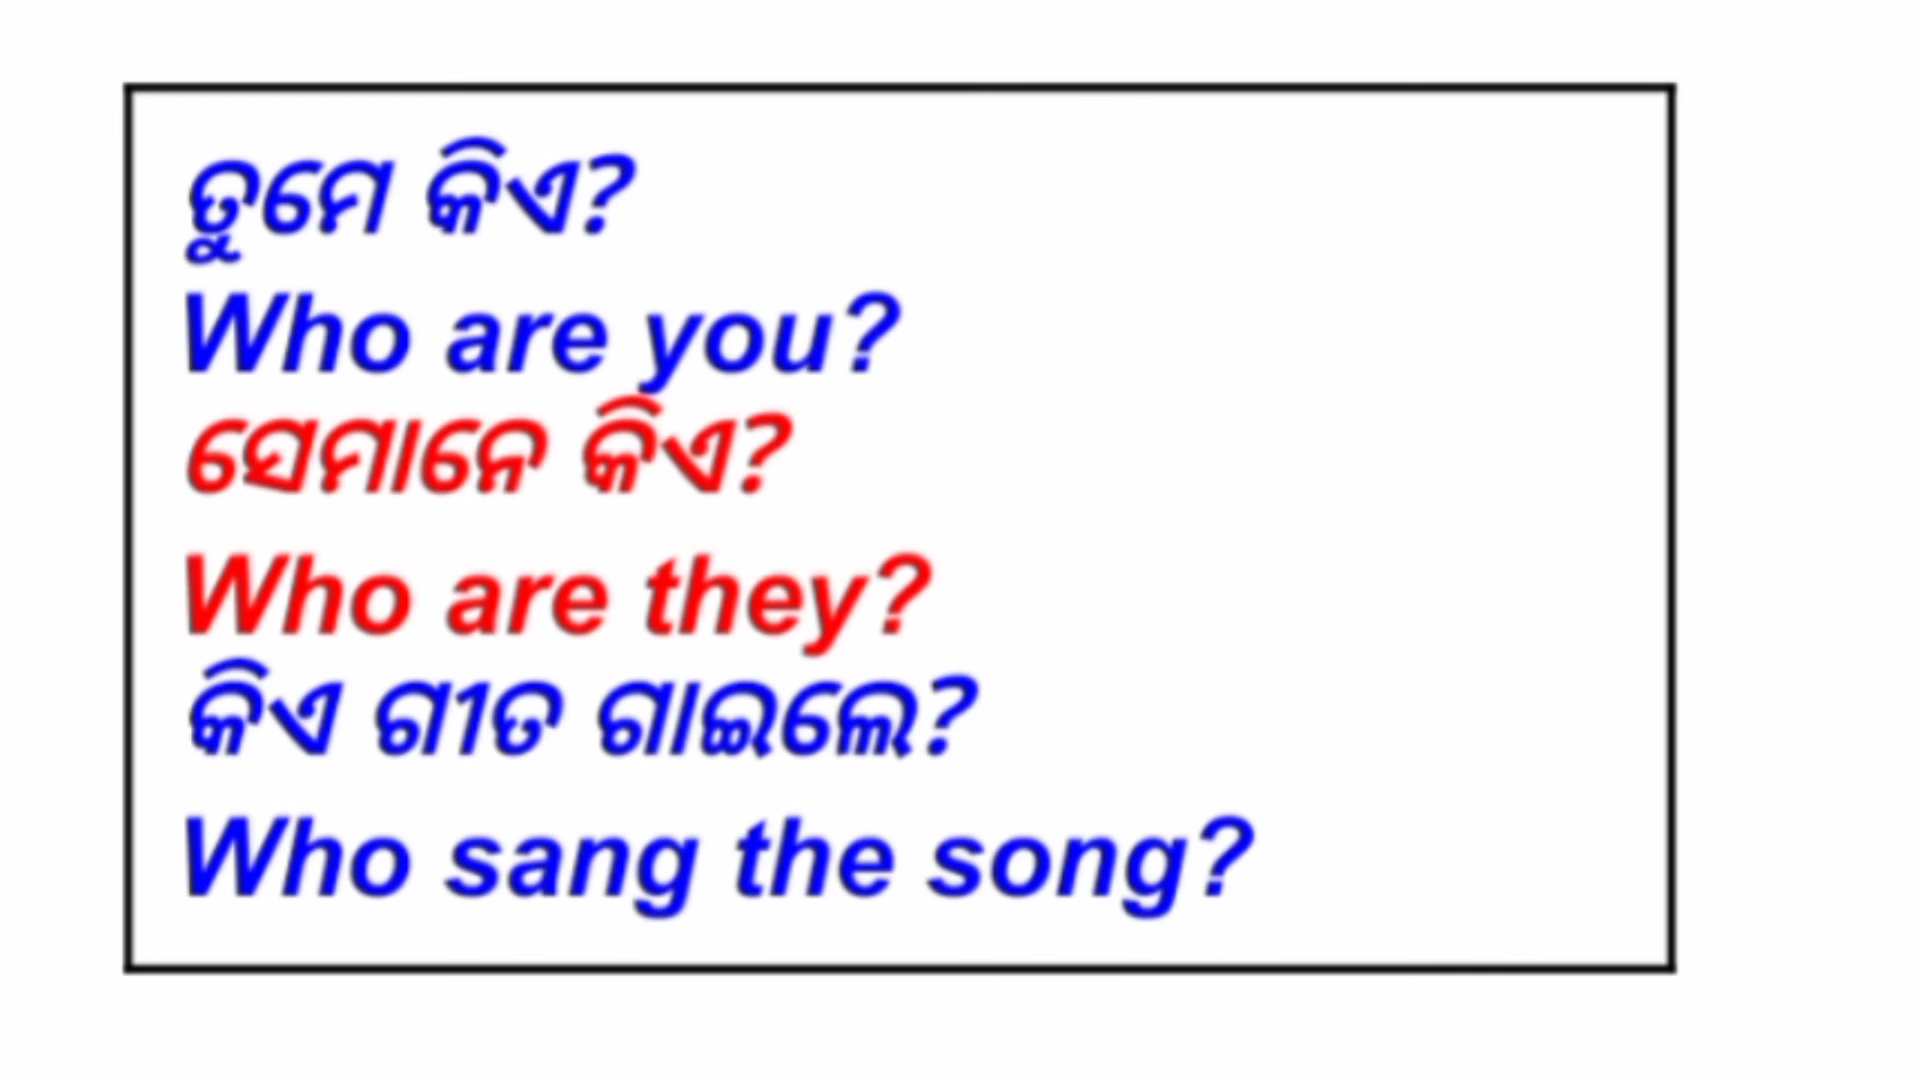 ତୁମେ କିଏ?
Who are you?
ସେମାନେ କିଏ?
Who are they?
କିଏ ଗୀତ ଗାଇଲେ?
Who sang the song?